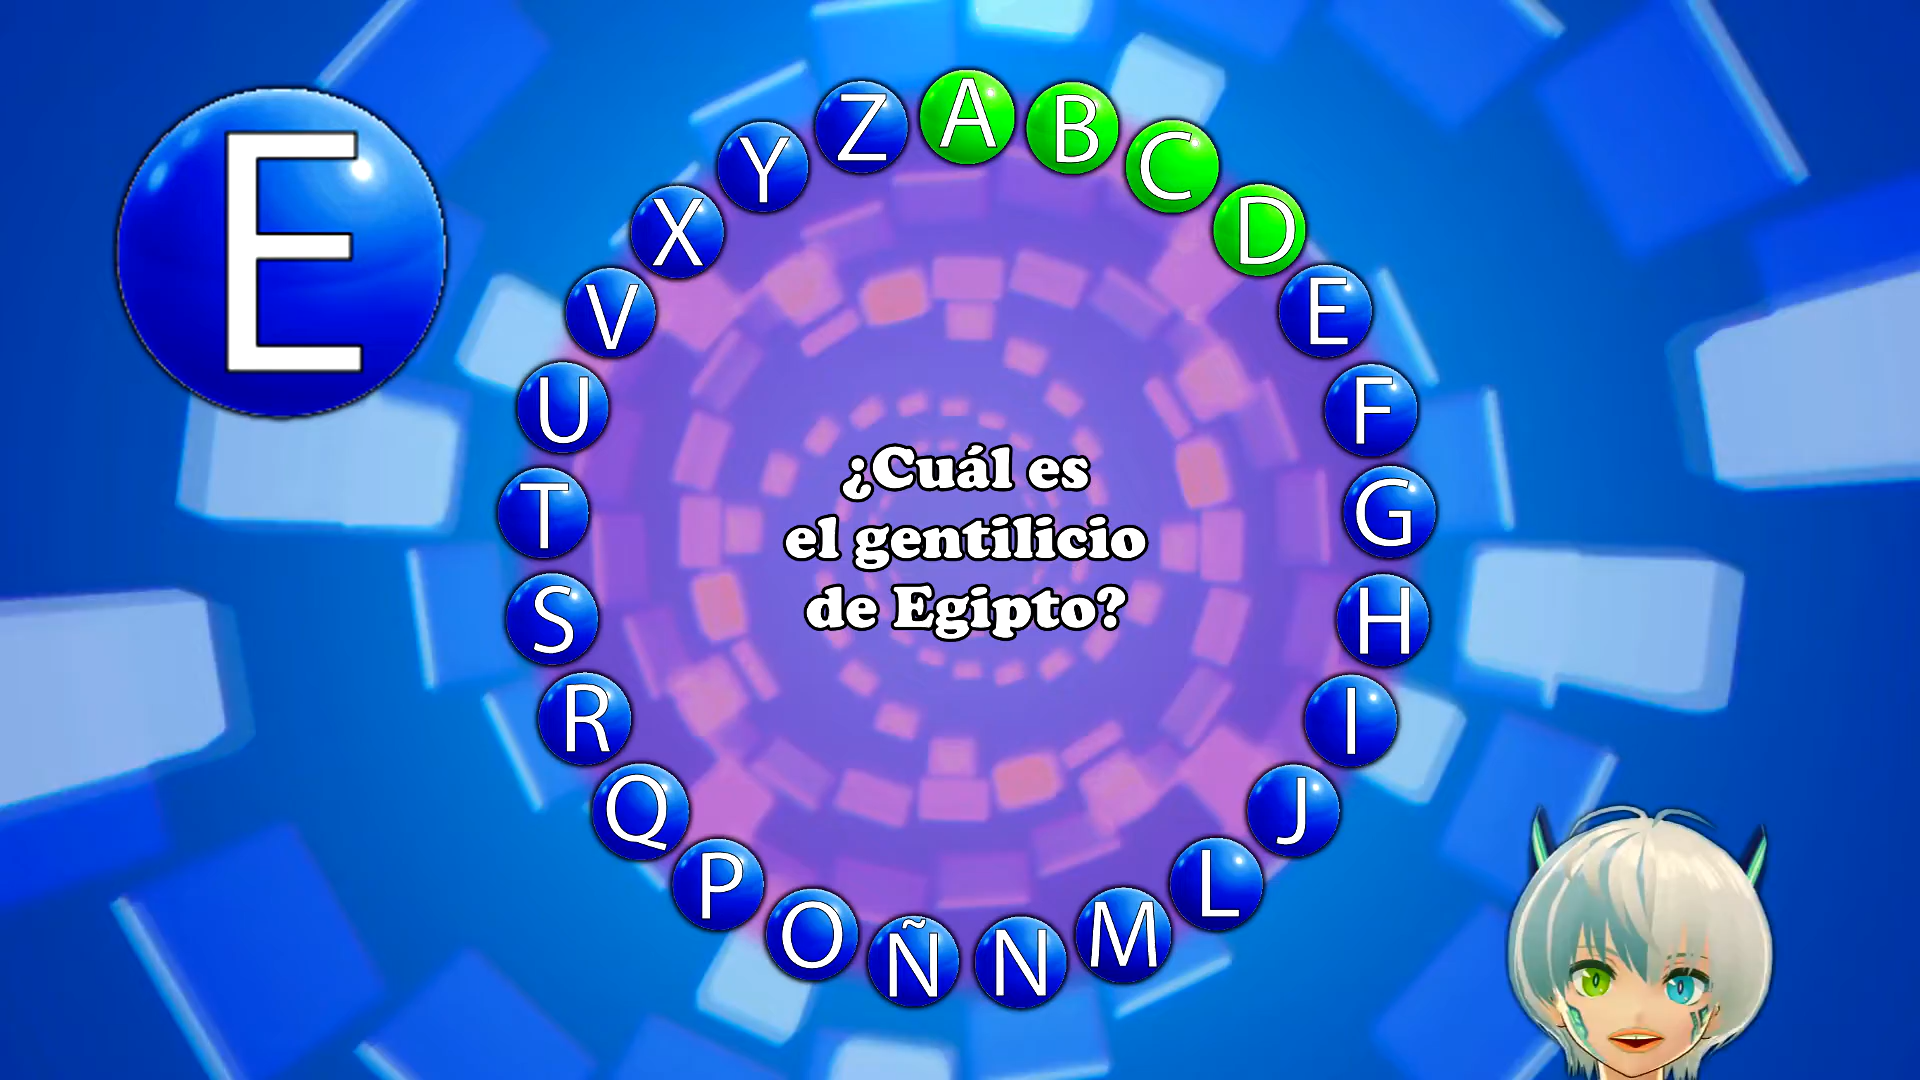 E
A
B
C
D
E
F
G
H
I
J
L
M
N
Ñ
O
P
Q
R
S
T
U
V
X
Y
Z
¿Cuál es
el gentilicio
de Egipto?